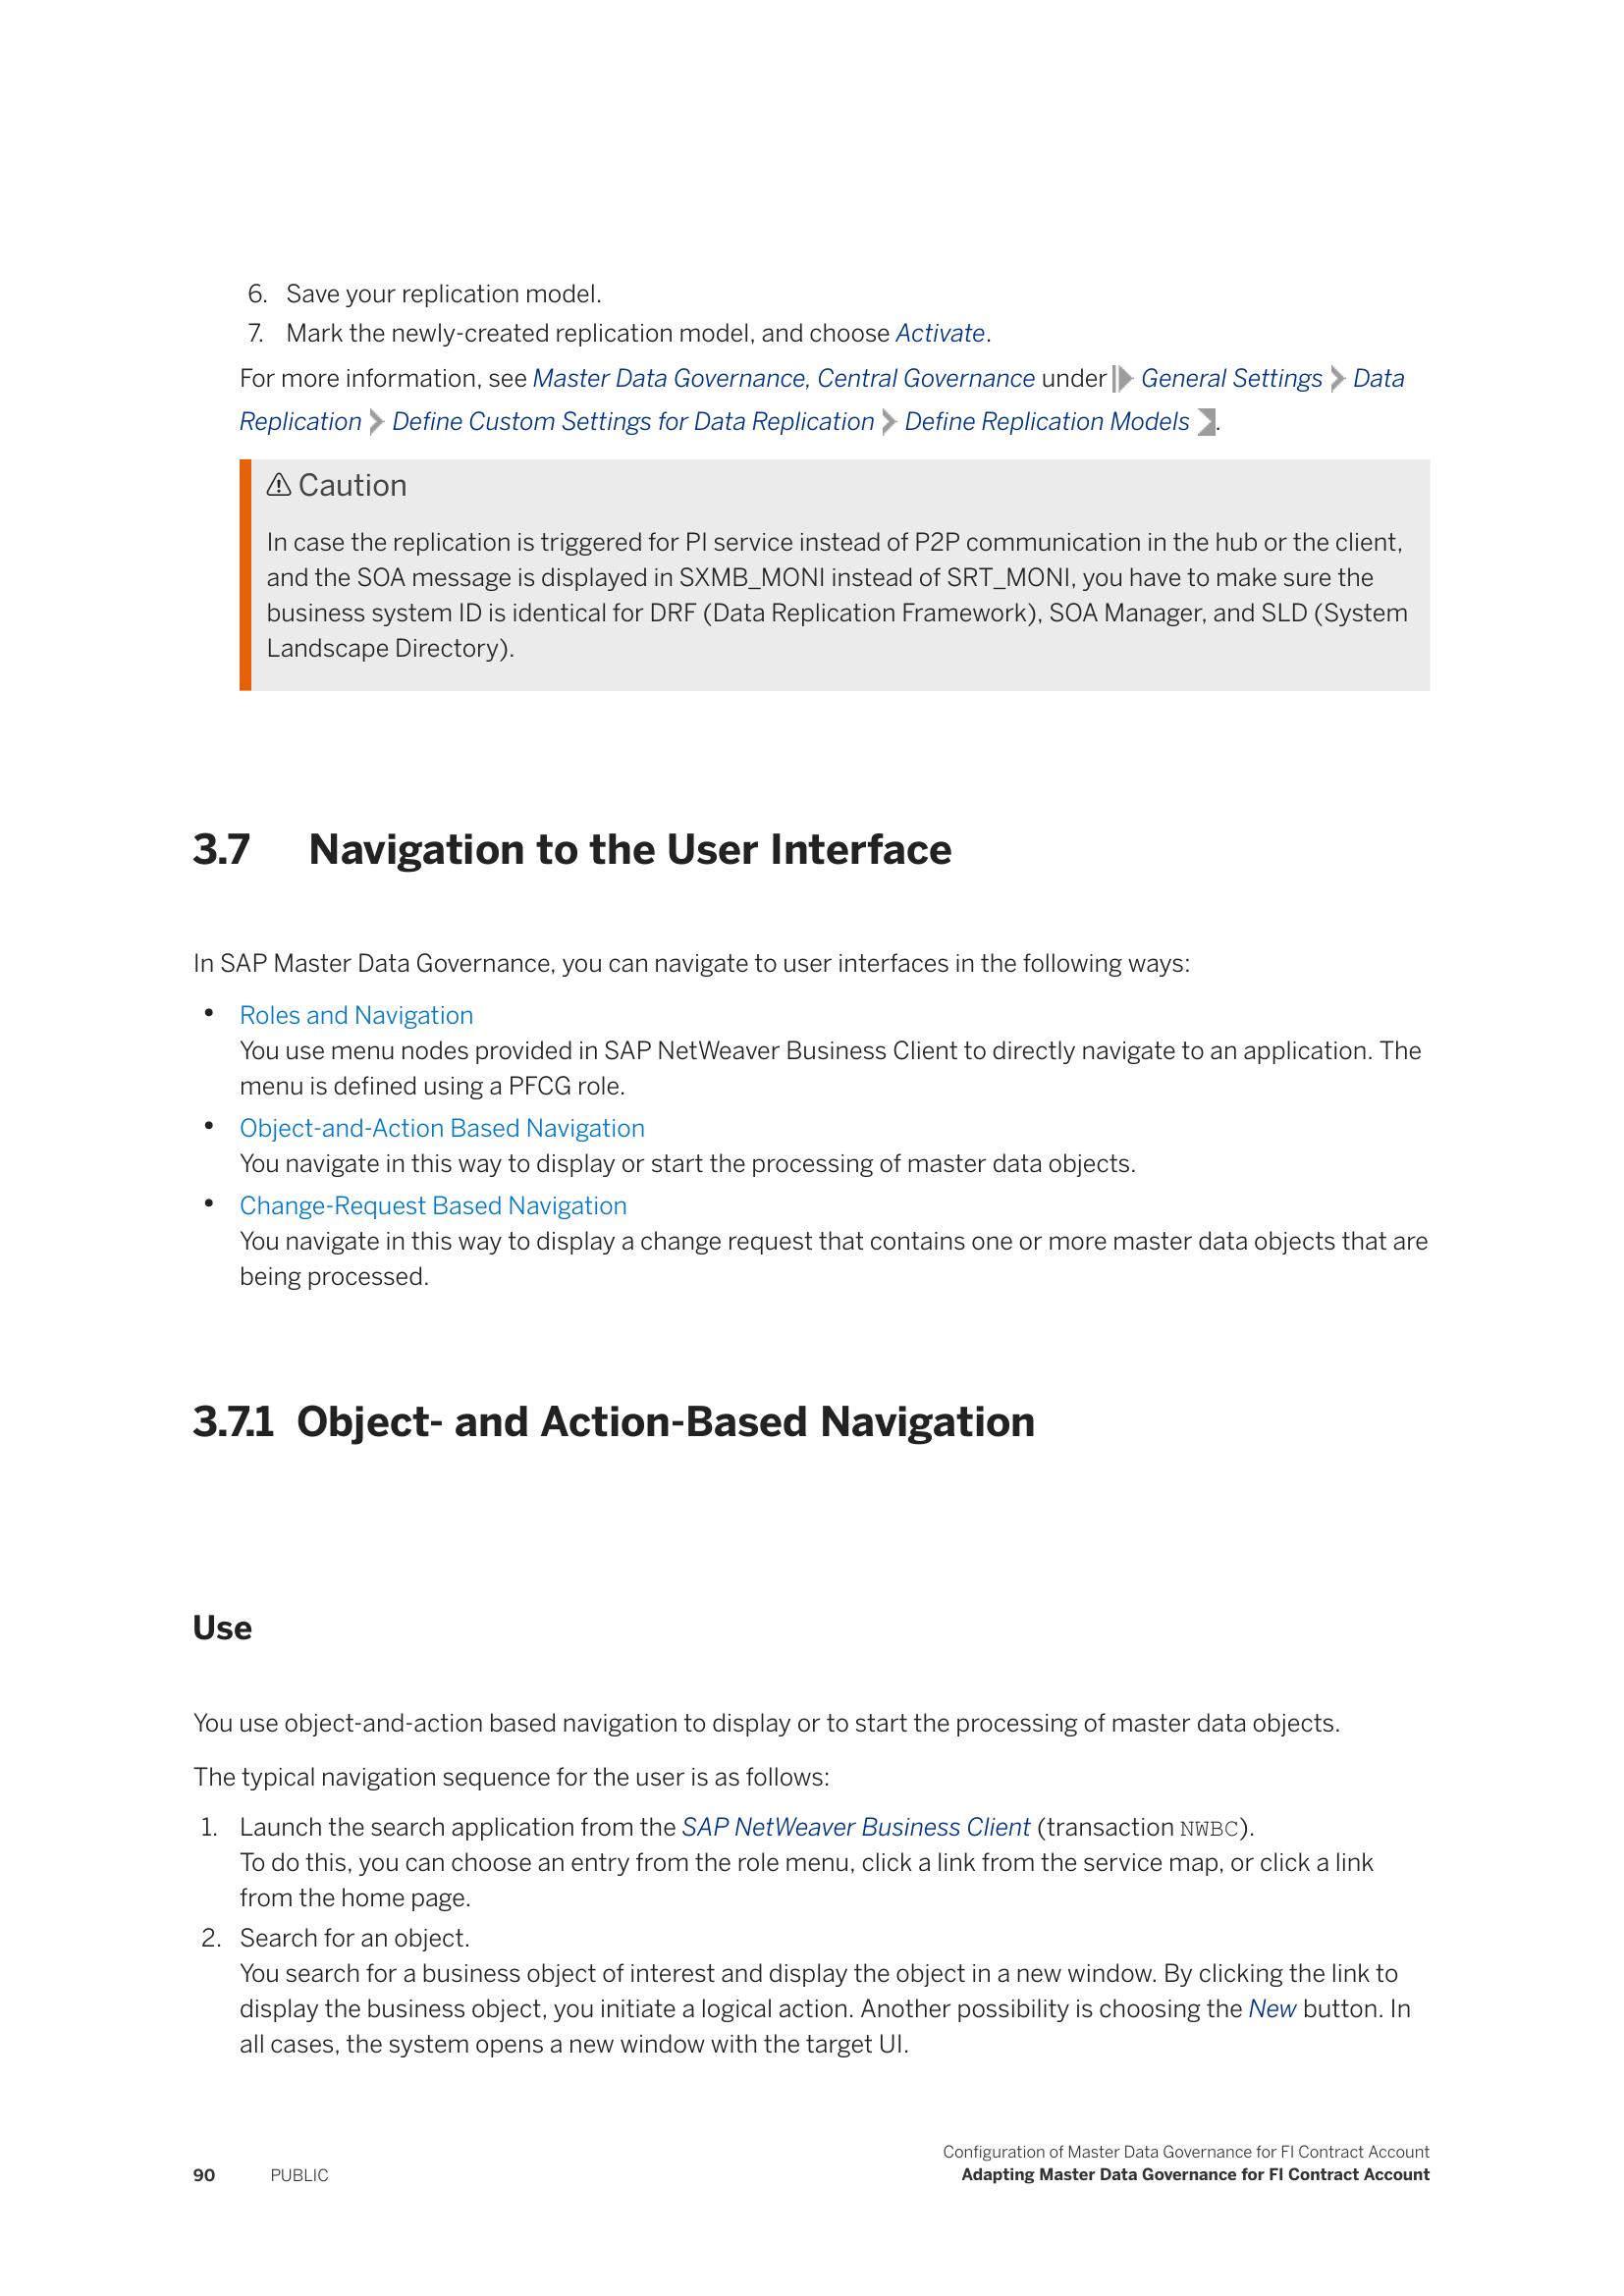 6. Save your replication model.
7. Mark the newly-created replication model, and choose Activate.
For more information, see Master Data Governance, Central Governance under General Settings Data
Replication Define Custom Settings for Data Replication Define Replication Models .
Caution
In case the replication is triggered for PI service instead of P2P communication in the hub or the client,
and the SOA message is displayed in SXMB_MONI instead of SRT_MONI, you have to make sure the
business system ID is identical for DRF (Data Replication Framework), SOA Manager, and SLD (System
Landscape Directory).
3.7 Navigation to the User Interface
In SAP Master Data Governance, you can navigate to user interfaces in the following ways:
• Roles and Navigation
You use menu nodes provided in SAP NetWeaver Business Client to directly navigate to an application. The
menu is defined using a PFCG role.
• Object-and-Action Based Navigation
You navigate in this way to display or start the processing of master data objects.
• Change-Request Based Navigation
You navigate in this way to display a change request that contains one or more master data objects that are
being processed.
3.7.1 Object- and Action-Based Navigation
Use
You use object-and-action based navigation to display or to start the processing of master data objects.
The typical navigation sequence for the user is as follows:
1. Launch the search application from the SAP NetWeaver Business Client (transaction NWBC).
To do this, you can choose an entry from the role menu, click a link from the service map, or click a link
from the home page.
2. Search for an object.
You search for a business object of interest and display the object in a new window. By clicking the link to
display the business object, you initiate a logical action. Another possibility is choosing the New button. In
all cases, the system opens a new window with the target UI.
Configuration of Master Data Governance for FI Contract Account
90 PUBLIC Adapting Master Data Governance for FI Contract Account